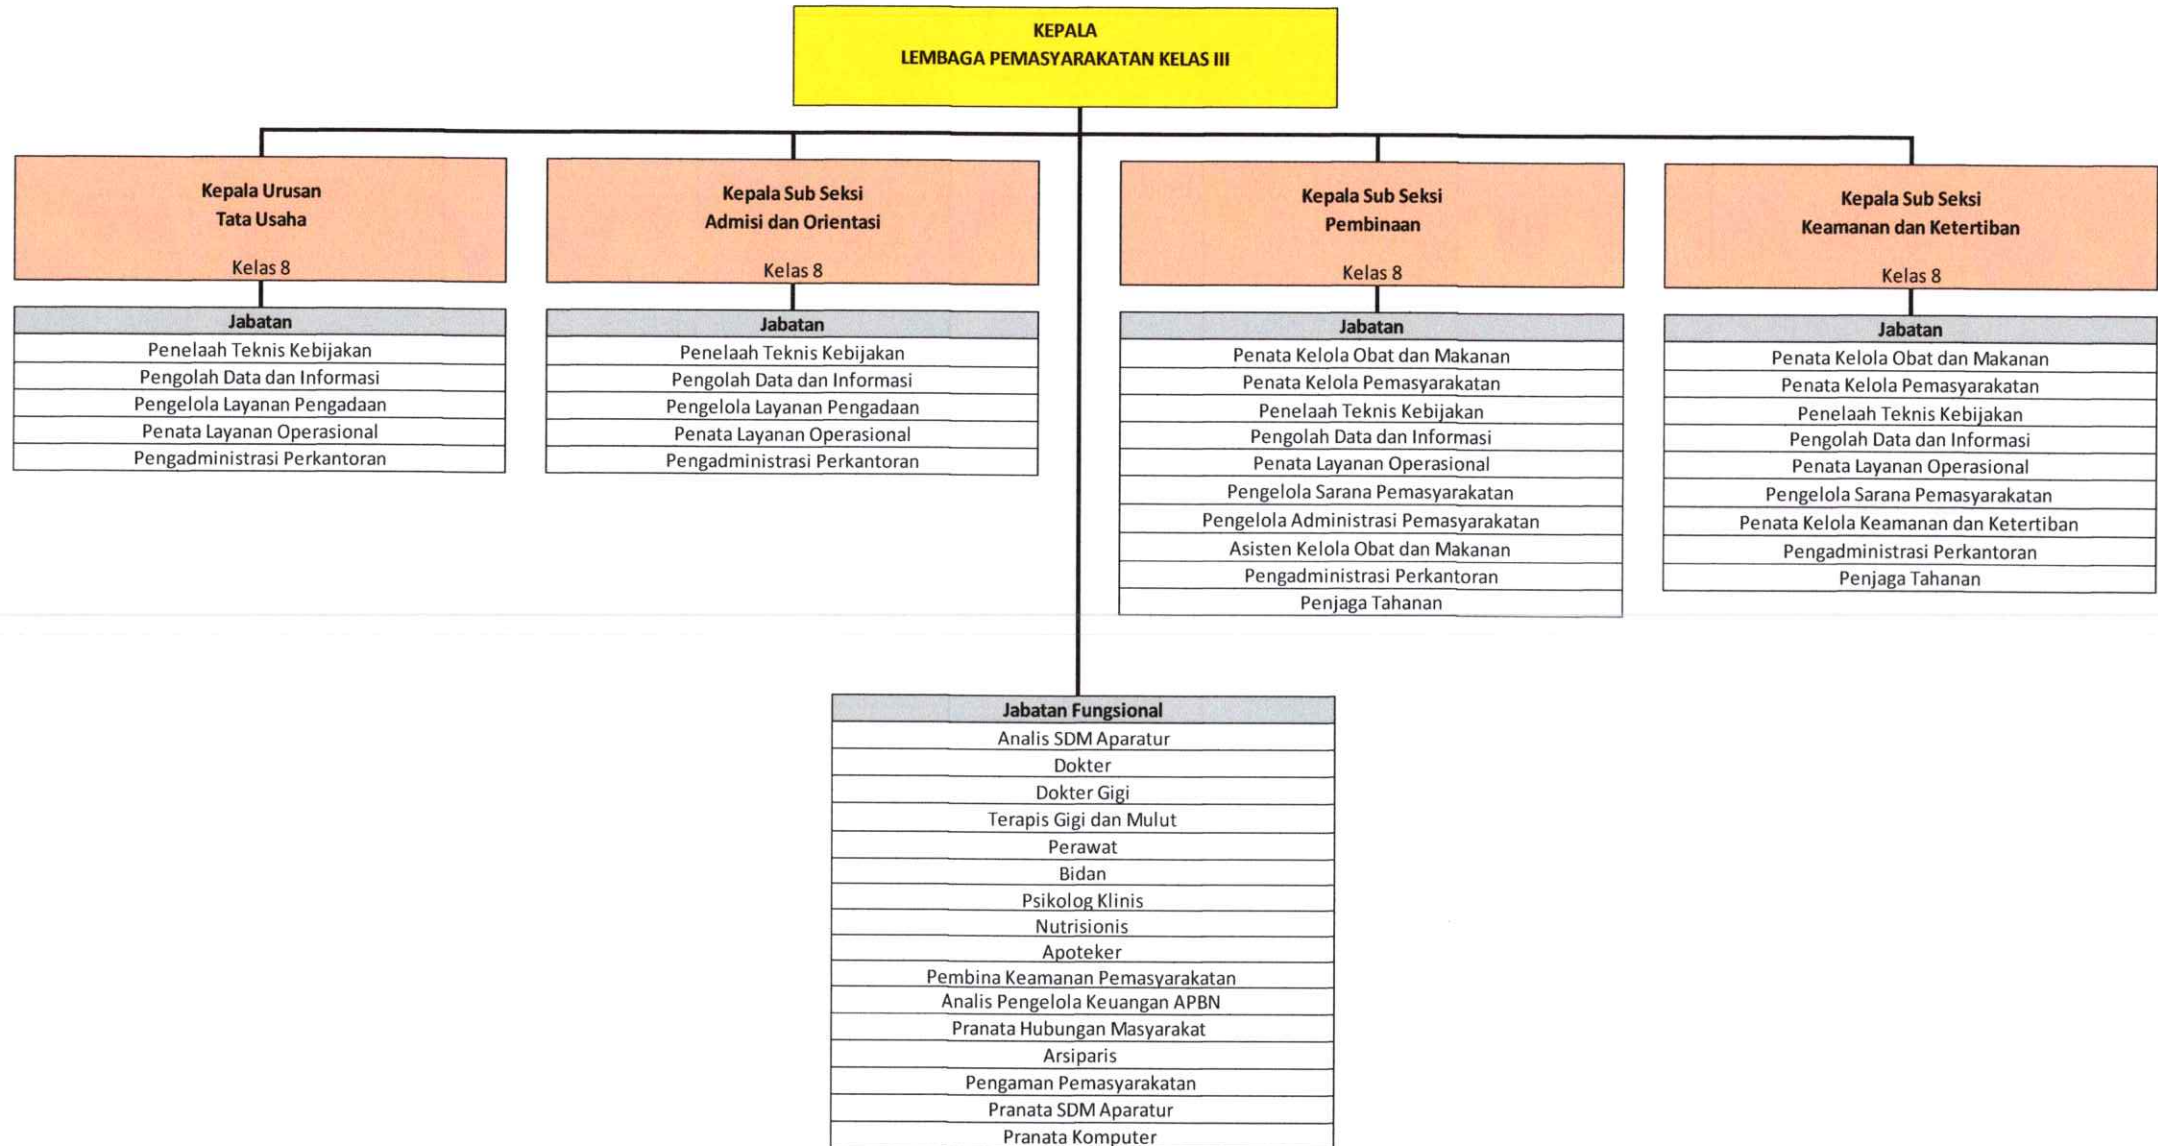 KEPALA
LEMBAGA PEMASYARAKATAN KELAS III
Kepala Urusan
Tata Usaha
Kelas 8
Jabatan
Penelaah Teknis Kebijakan
Pengolah Data dan Informasi
Pengelola Layanan Pengadaan
Penata Layanan Operasional
Pengadministrasi Perkantoran
Kepala Sub Seksi
Admisi dan Orientasi
Kelas 8
Jabatan
Penelaah Teknis Kebijakan
Pengolah Data dan Informasi
Pengelola Layanan Pengadaan
Penata Layanan Operasional
Pengadministrasi Perkantoran
Kepala Sub Seksi
Pembinaan
Kelas 8
Jabatan
Penata Kelola Obat dan Makanan
Penata Kelola Pemasyarakatan
Penelaah Teknis Kebijakan
Pengolah Data dan Informasi
Penata Layanan Operasional
Pengelola Sarana Pemasyarakatan
Pengelola Administrasi Pemasyarakatan
Asisten Kelola Obat dan Makanan
Pengadministrasi Perkantoran
Penjaga Tahanan
Kepala Sub Seksi
Keamanan dan Ketertiban
Kelas 8
Jabatan
Penata Kelola Obat dan Makanan
Penata Kelola Pemasyarakatan
Penelaah Teknis Kebijakan
Pengolah Data dan Informasi
Penata Layanan Operasional
Pengelola Sarana Pemasyarakatan
Penata Kelola Keamanan dan Ketertiban
Pengadministrasi Perkantoran
Penjaga Tahanan
Jabatan Fungsional
Analis SDM Aparatur
Dokter
Dokter Gigi
Terapis Gigi dan Mulut
Perawat
Bidan
Psikolog Klinis
Nutrisionis
Apoteker
Pembina Keamanan Pemasyarakatan
Analis Pengelola Keuangan APBN
Pranata Hubungan Masyarakat
Arsiparis
Pengaman Pemasyarakatan
Pranata SDM Aparatur
Pranata Komputer